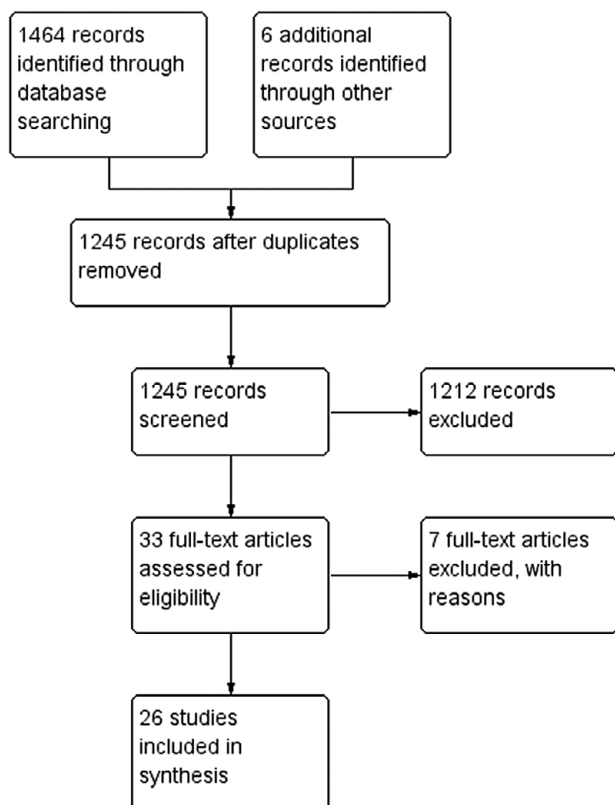 1464 records
identified through
database
searching
6 additional
records identified
through other
sources
1245 records after duplicates
removed
1245 records
screened
1212 records
excluded
33 full-text articles
assessed for
eligibility
7 full-text articles
excluded, with
reasons
26 studies
included in
synthesis